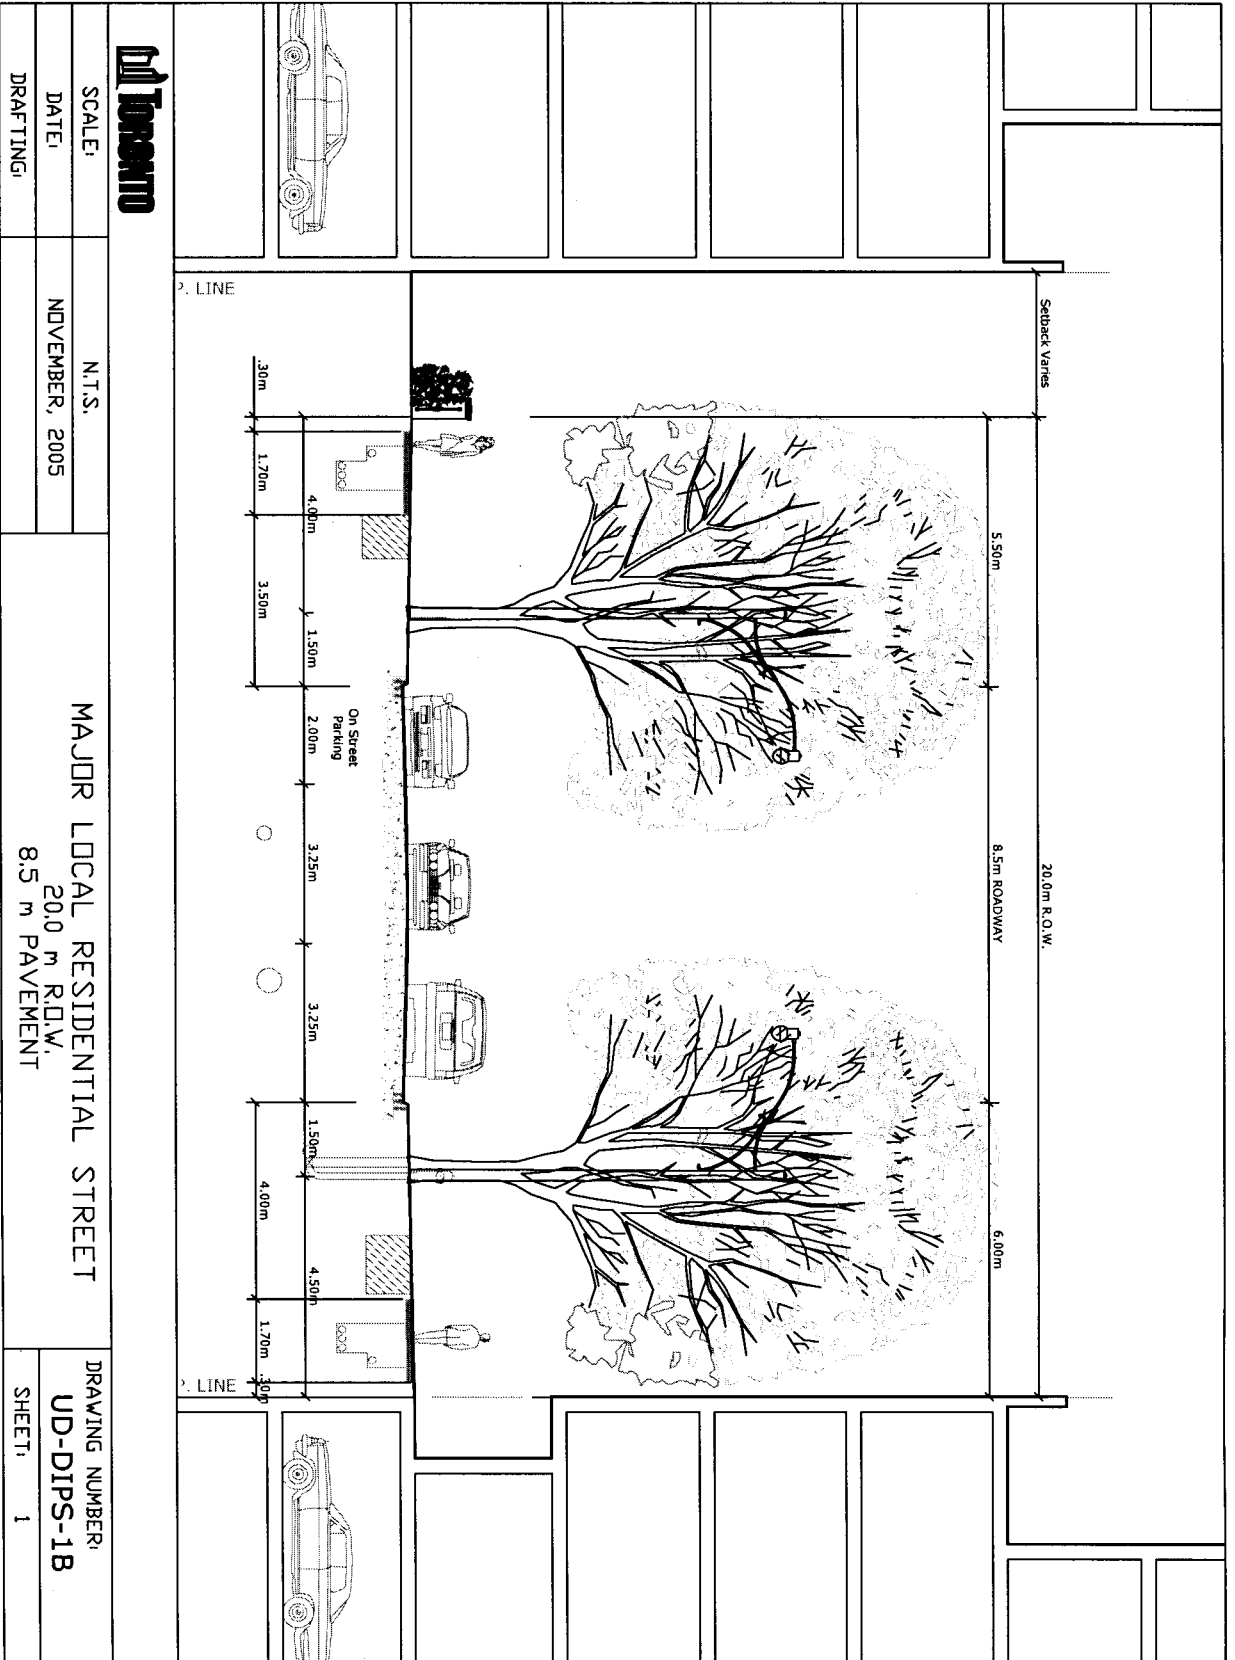 Setback Varies
20.0m R.O.W.
5.50m
8.5m ROADWAY
6.00m
On Street
Parking
4.00m
1.50m
2.00m
3.25m
3.25m
1.50m
4.50m
.30m
1.70m
3.50m
4.00m
1.70m
.30m
P. LINE
P. LINE
TORONTO
SCALE: N.T.S.
DATE: NOVEMBER, 2005
DRAFTING:
MAJOR LOCAL RESIDENTIAL STREET
20.0 m R.O.W.
8.5 m PAVEMENT
DRAWING NUMBER:
UD-DIPS-1B
SHEET: 1